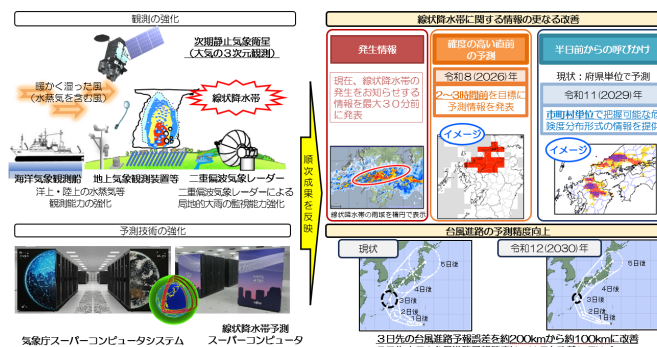 観測の強化
次期静止気象衛星
(大気の３次元観測)
暖かく湿った風
(水蒸気を含む風)
線状降水帯
海洋気象観測船
地上気象観測装置等
二重偏波気象レーダー
洋上・陸上の水蒸気等
観測能力の強化
二重偏波気象レーダーによる
局地的大雨の監視能力強化
予測技術の強化
気象庁スーパーコンピュータシステム
線状降水帯予測
スーパーコンピュータ
順次成果を反映
線状降水帯に関する情報の更なる改善
発生情報
現在、線状降水帯の
発生をお知らせする
情報を最大３０分前
に発表
線状降水帯の雨域を楕円で表示
確度の高い直前
の予測
令和８(2026)年
２～３時間前を目標に
予測情報を発表
イメージ
半日前からの呼びかけ
現状：府県単位で予測
令和11(2029)年
市町村単位で把握可能な危
険度分布形式の情報を提供
イメージ
台風進路の予測精度向上
現状
5日後
4日後
3日後
2日後
1日後
令和12(2030)年
5日後
4日後
3日後
2日後
1日後
３日先の台風進路予報誤差を約200kmから約100kmに改善